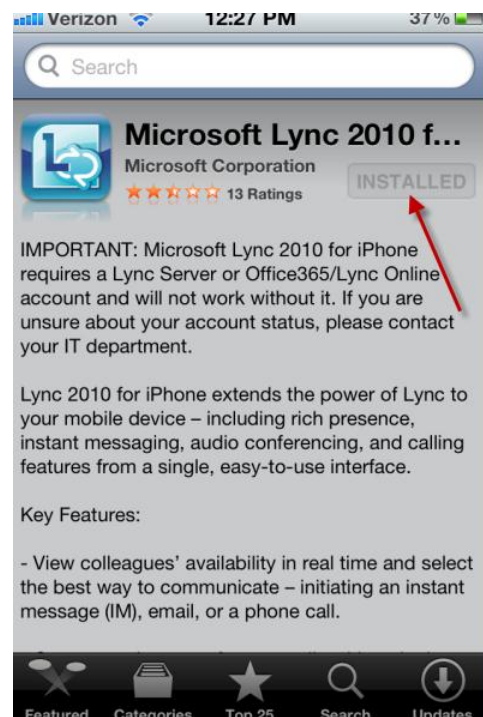 Verizon 12:27 PM 37%
Search
Microsoft Lync 2010 f...
Microsoft Corporation
13 Ratings
INSTALLED
IMPORTANT: Microsoft Lync 2010 for iPhone
requires a Lync Server or Office365/Lync Online
account and will not work without it. If you are
unsure about your account status, please contact
your IT department.
Lync 2010 for iPhone extends the power of Lync to
your mobile device – including rich presence,
instant messaging, audio conferencing, and calling
features from a single, easy-to-use interface.
Key Features:
- View colleagues’ availability in real time and select
the best way to communicate – initiating an instant
message (IM), email, or a phone call.
Featured Categories Top 25 Search Updates